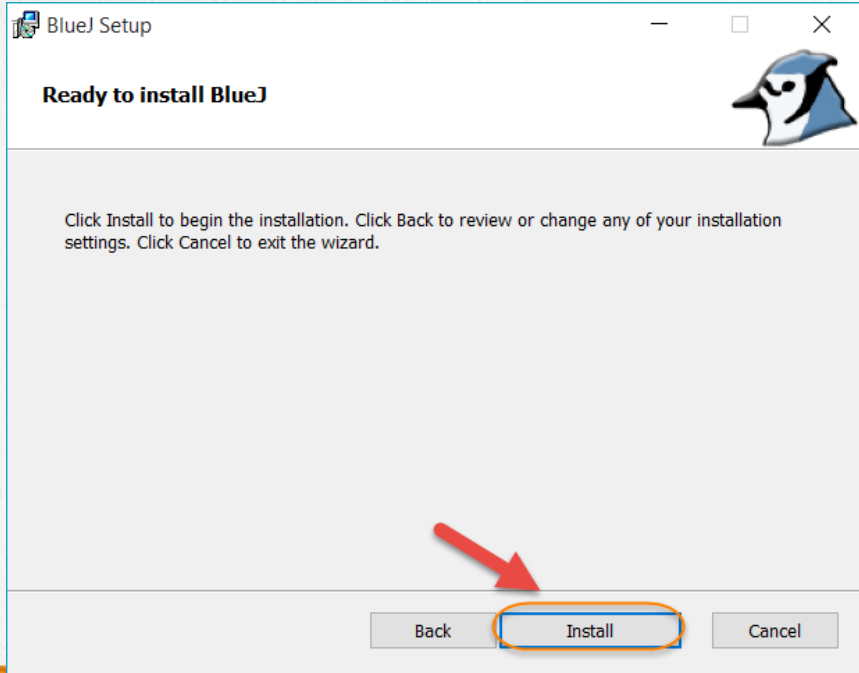 BlueJ Setup
Ready to install BlueJ
Click Install to begin the installation. Click Back to review or change any of your installation
settings. Click Cancel to exit the wizard.
Back Install Cancel